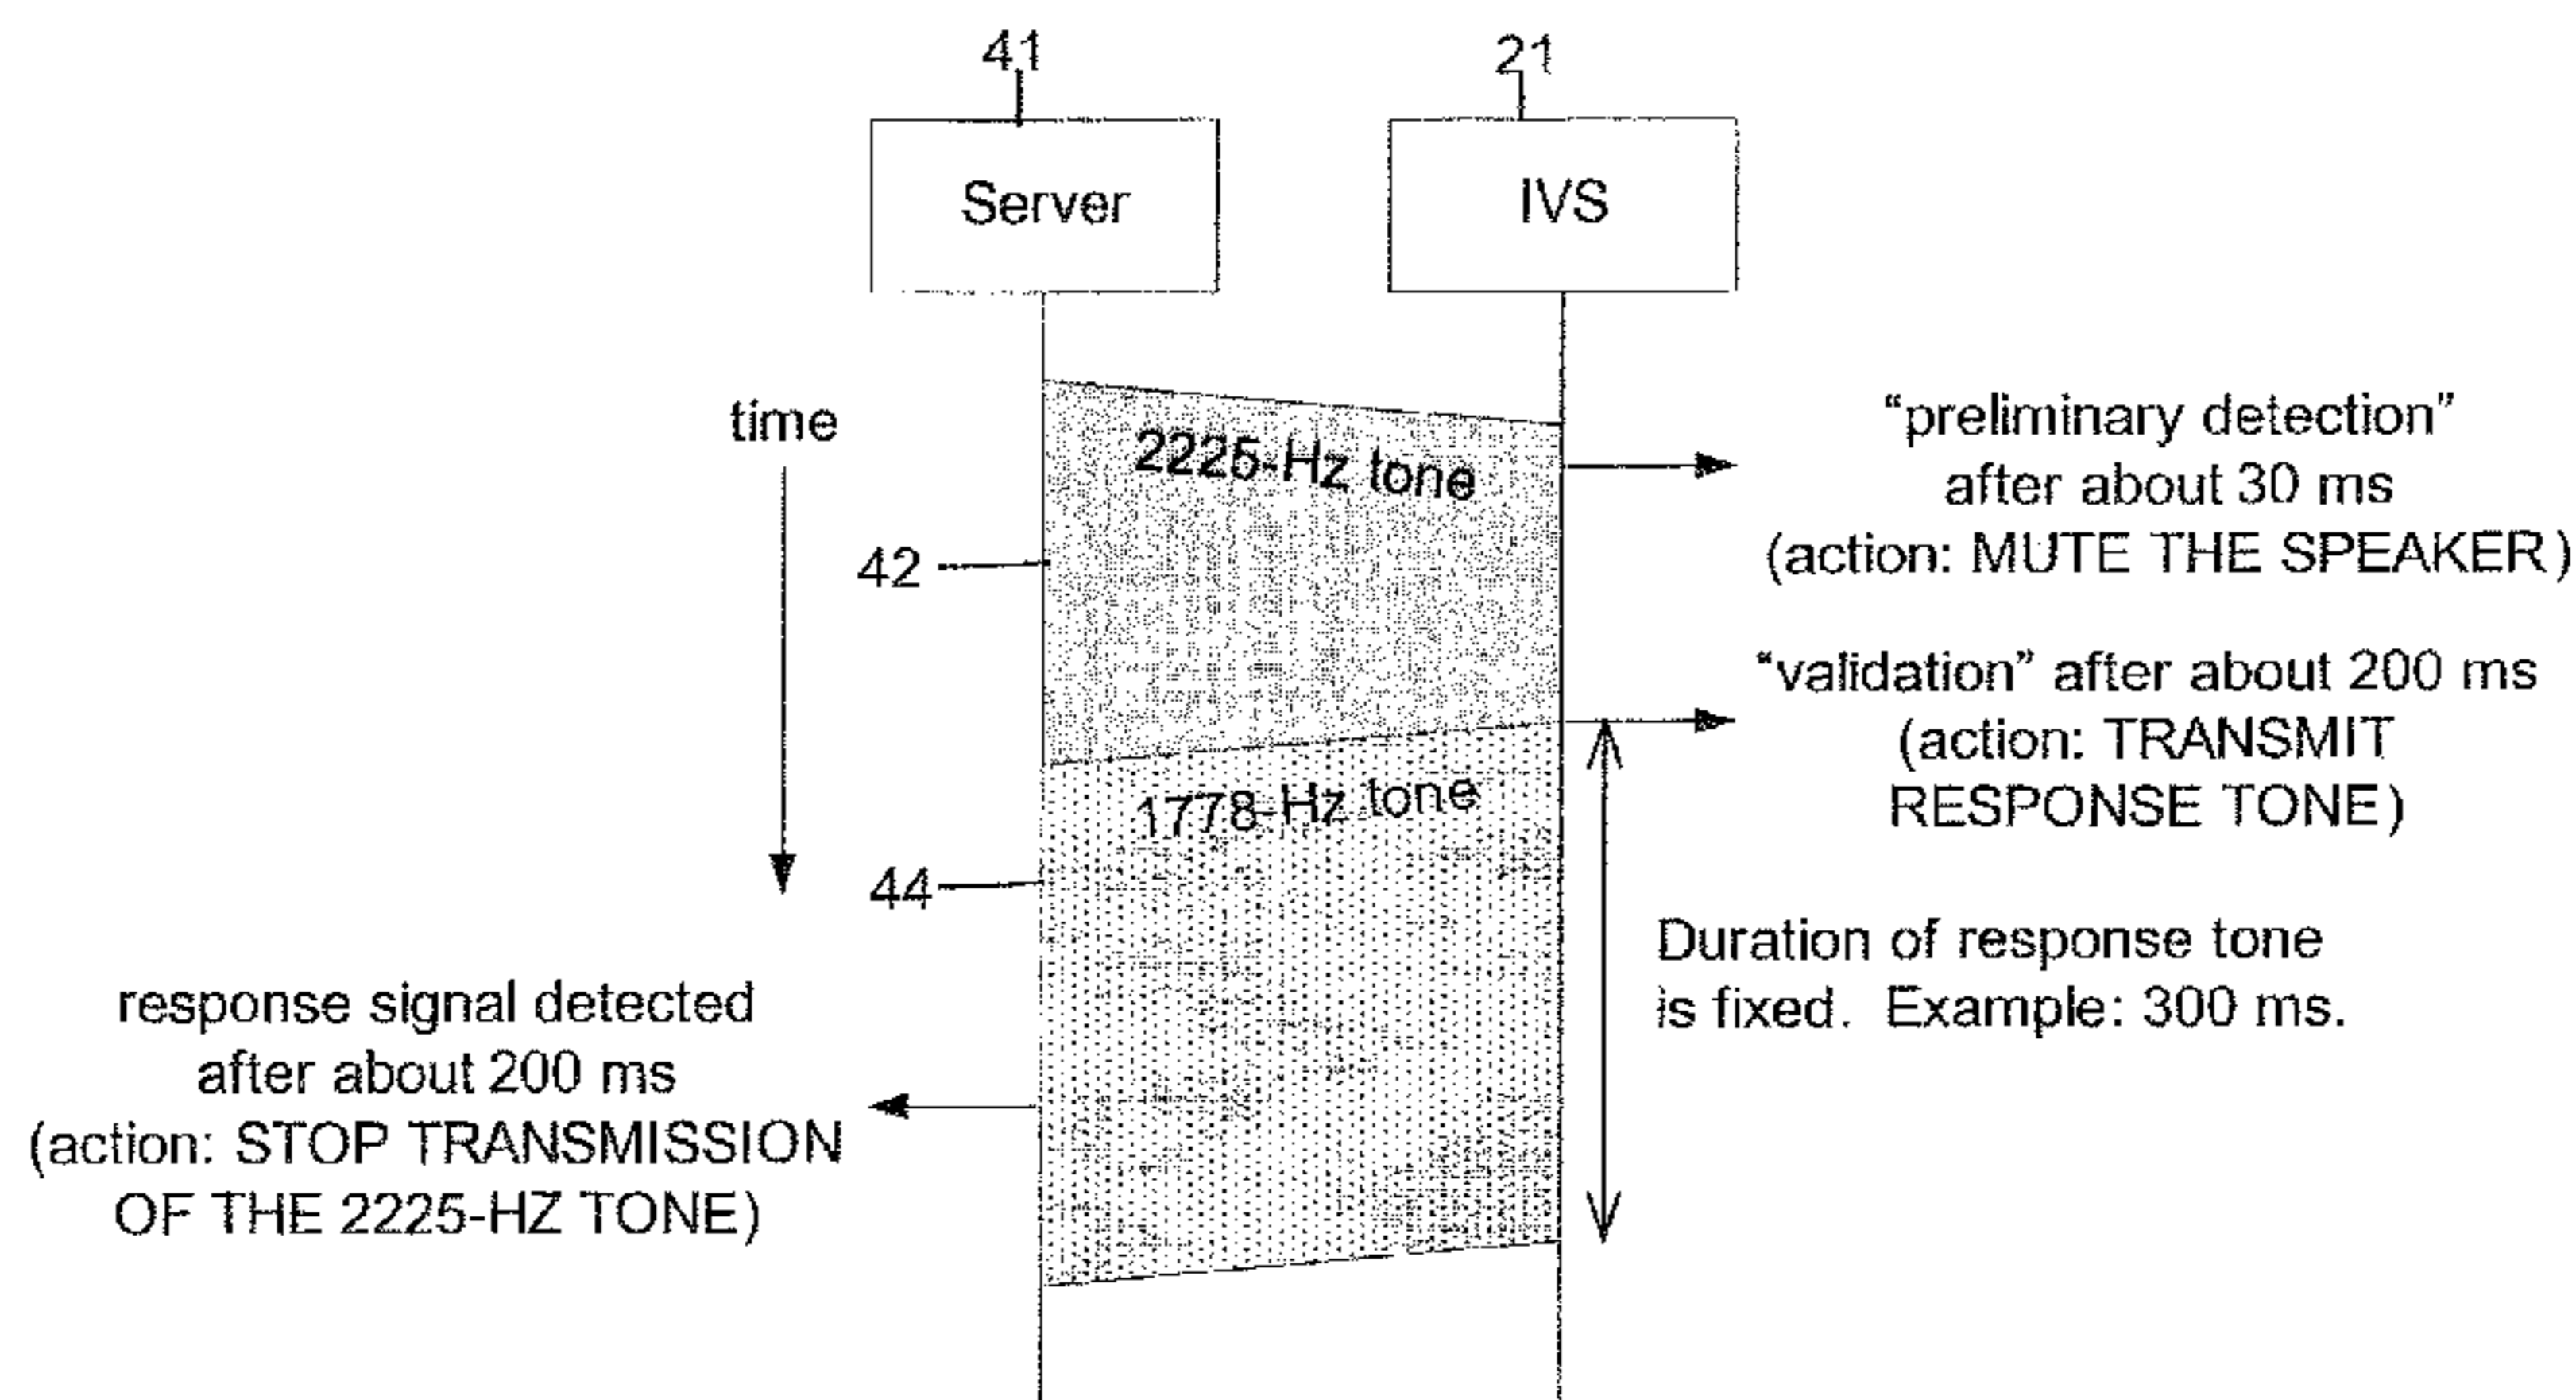 41
21
Server
IVS
time
2225-Hz tone
“preliminary detection”
after about 30 ms
(action: MUTE THE SPEAKER)
42
“validation” after about 200 ms
(action: TRANSMIT
RESPONSE TONE)
1778-Hz tone
44
Duration of response tone
is fixed. Example: 300 ms.
response signal detected
after about 200 ms
(action: STOP TRANSMISSION
OF THE 2225-HZ TONE)